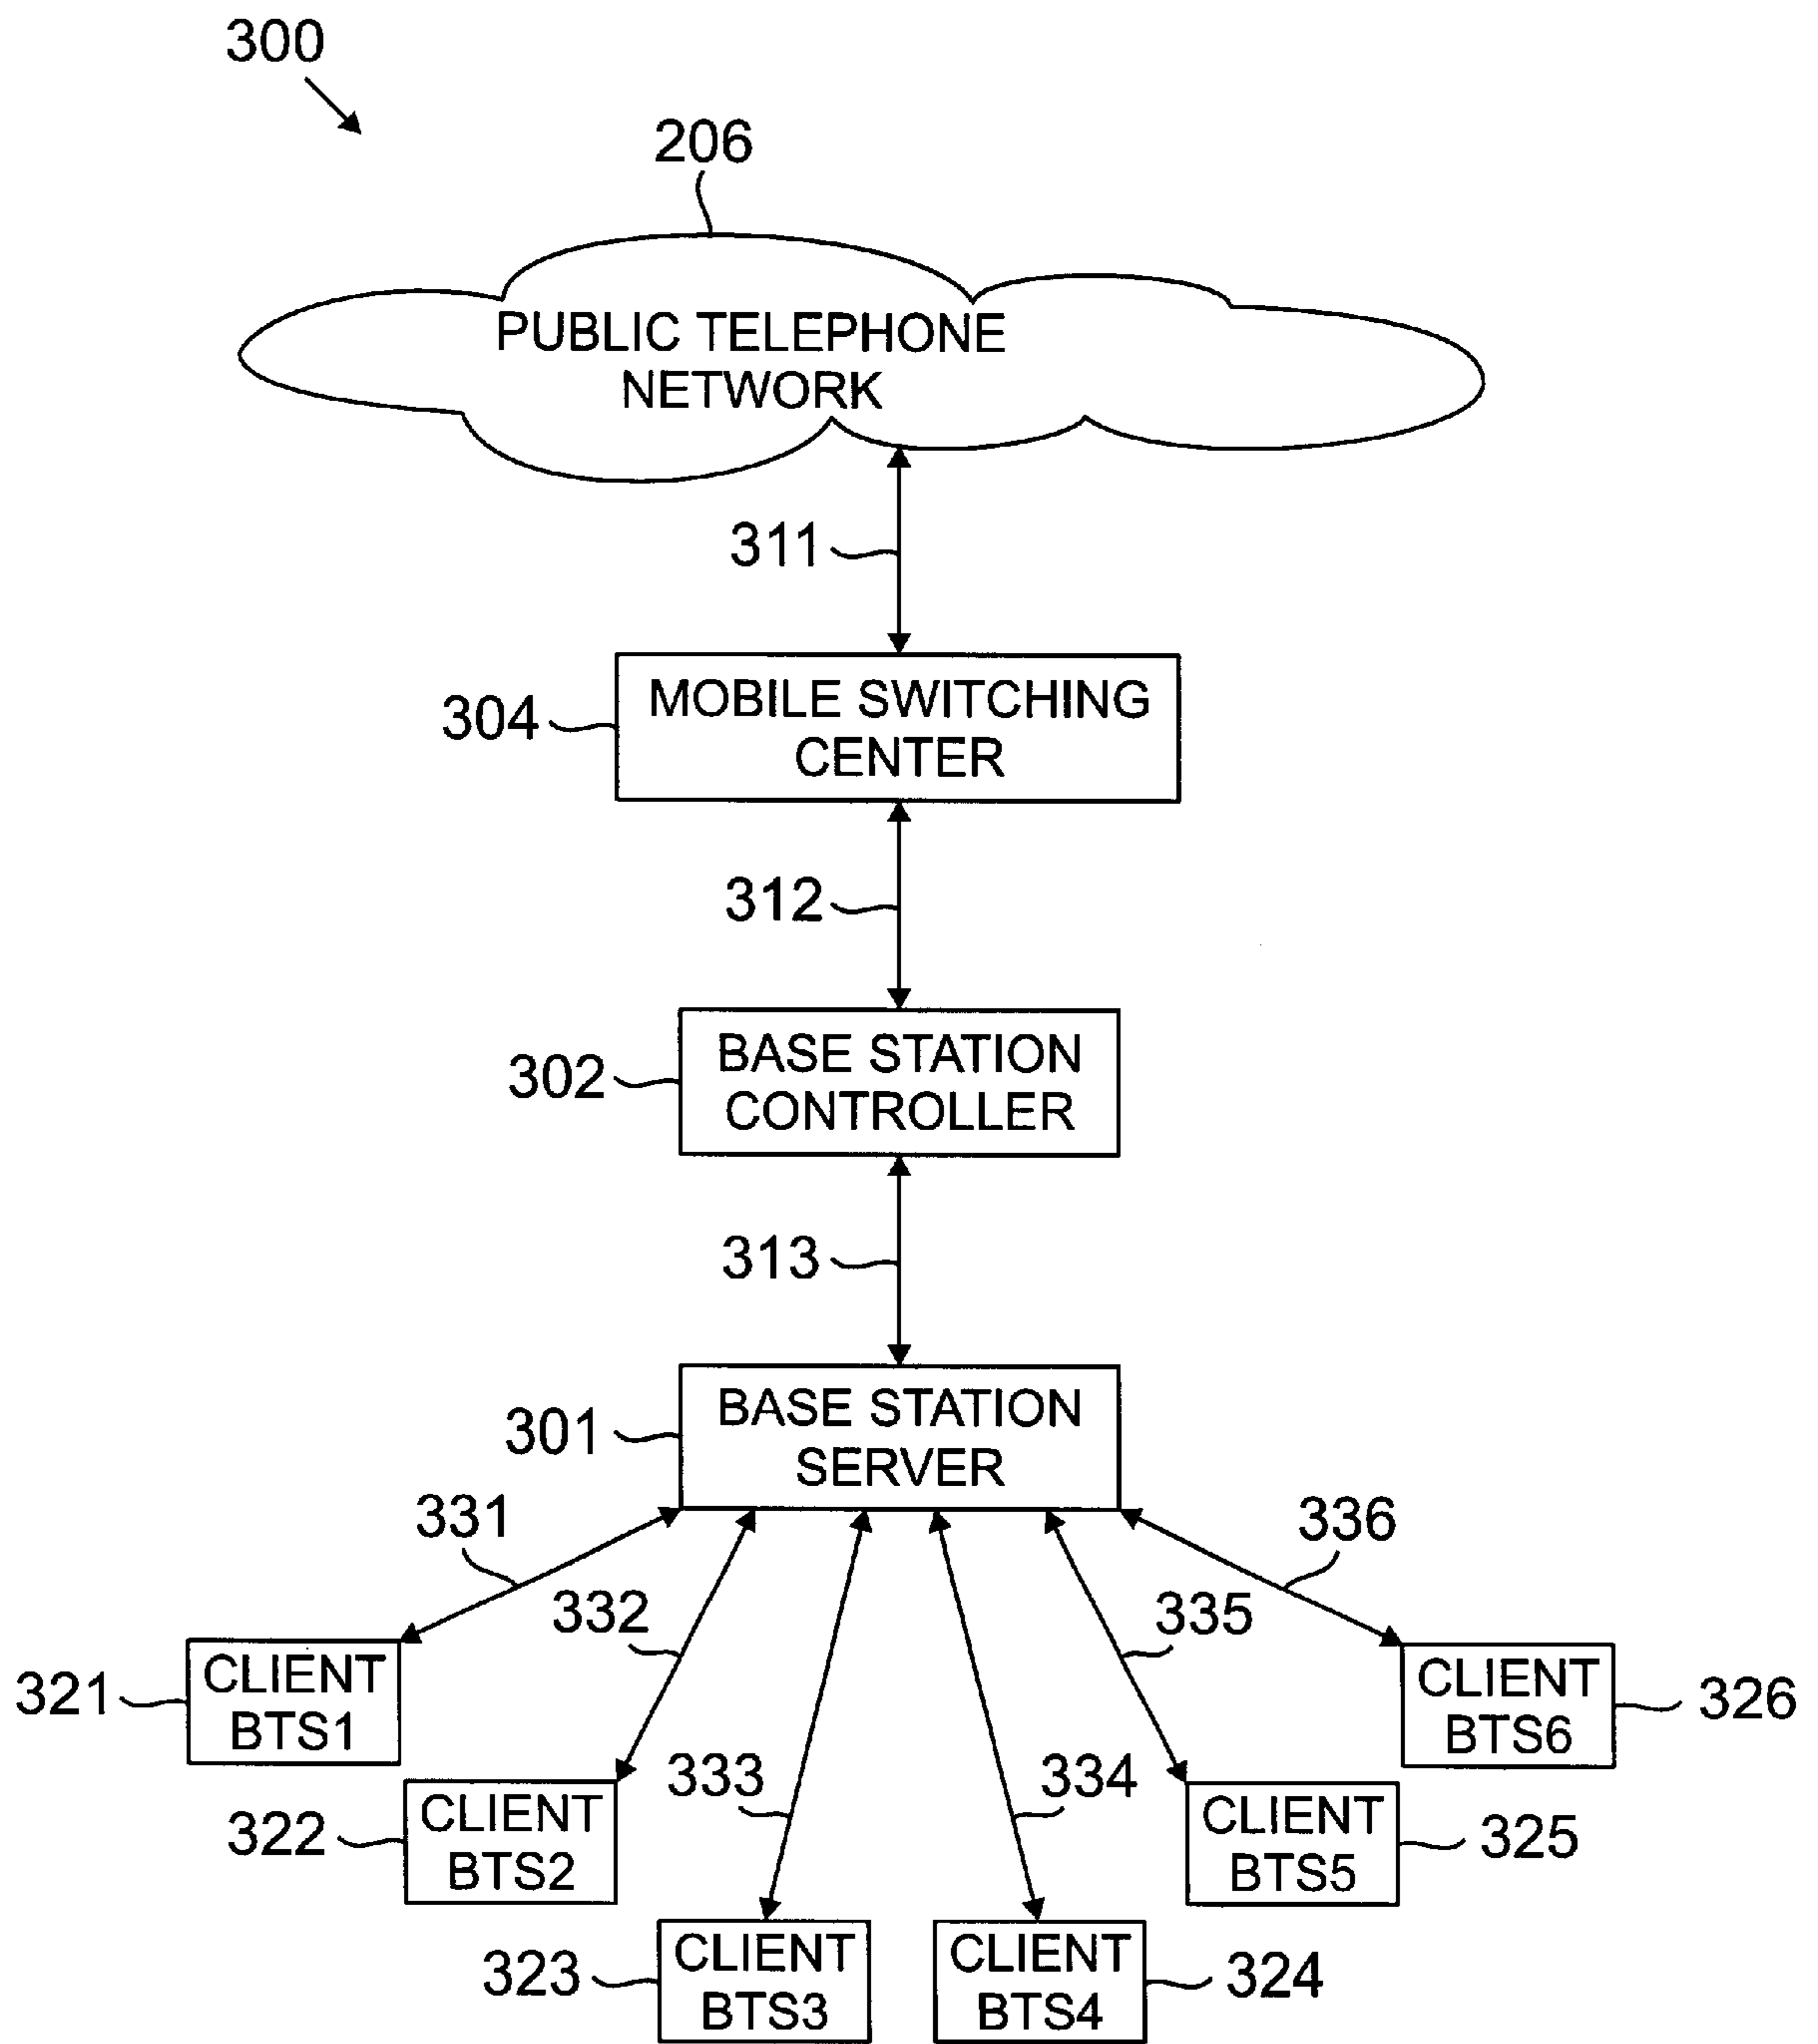 300
206
PUBLIC TELEPHONE
NETWORK
311
304
MOBILE SWITCHING
CENTER
312
302
BASE STATION
CONTROLLER
313
301
BASE STATION
SERVER
331
332
333
334
335
336
321
CLIENT
BTS1
322
CLIENT
BTS2
323
CLIENT
BTS3
CLIENT
BTS4
324
CLIENT
BTS5
325
CLIENT
BTS6
326